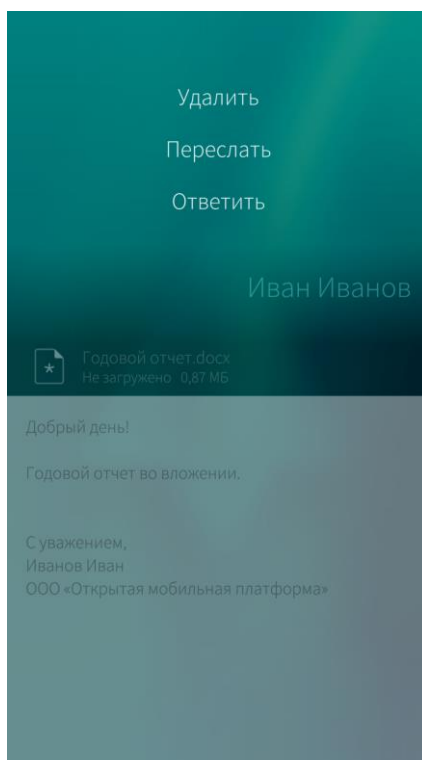 Удалить
Переслать
Ответить
Иван Иванов
Годовой отчет.docx
Не загружено 0,87 МБ
Добрый день!
Годовой отчет во вложении.
С уважением,
Иванов Иван
ООО «Открытая мобильная платформа»